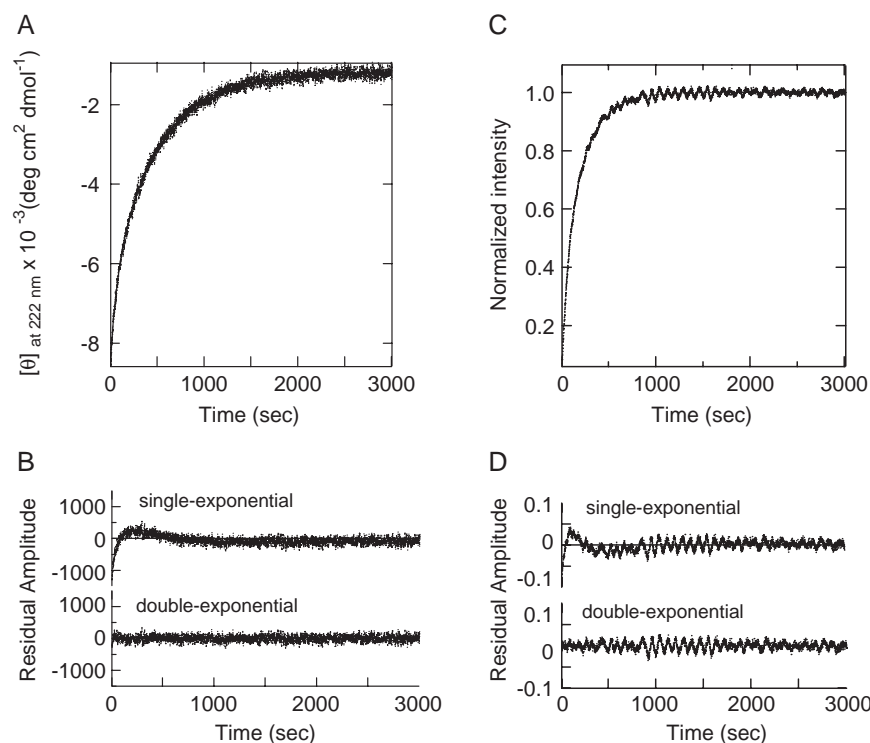 A
[θ] at 222 nm x 10⁻³ (deg cm² dmol⁻¹)
-2
-4
-6
-8
0
1000
2000
3000
Time (sec)
C
Normalized intensity
1.0
0.8
0.6
0.4
0.2
0
1000
2000
3000
Time (sec)
B
Residual Amplitude
1000
0
-1000
single-exponential
1000
0
-1000
double-exponential
0
1000
2000
3000
Time (sec)
D
Residual Amplitude
0.1
0
-0.1
single-exponential
0.1
0
-0.1
double-exponential
0
1000
2000
3000
Time (sec)